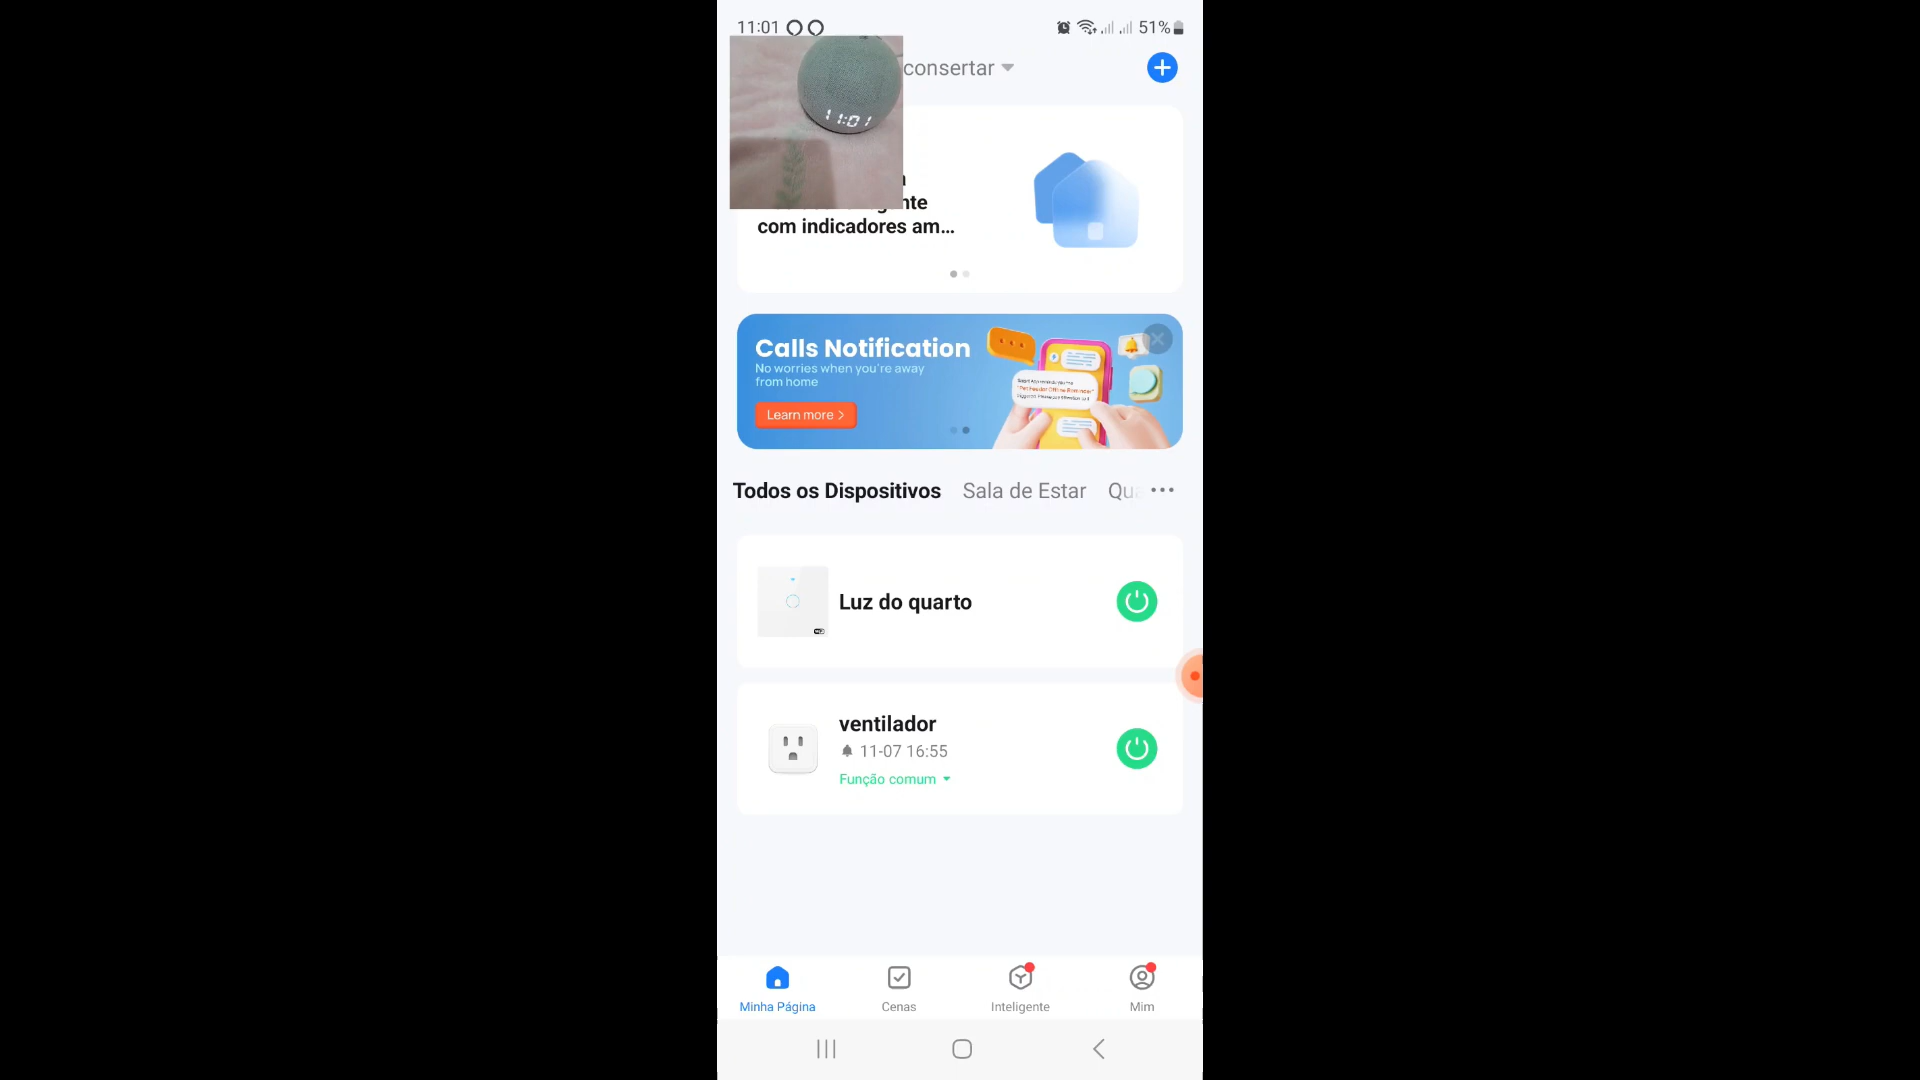 11:01
51%
consertar
11:01
com indicadores am...
Calls Notification
No worries when you're away
from home
Learn more >
Todos os Dispositivos Sala de Estar
Luz do quarto
ventilador
11-07 16:55
Função comum
Minha Página Cenas Inteligente Mim